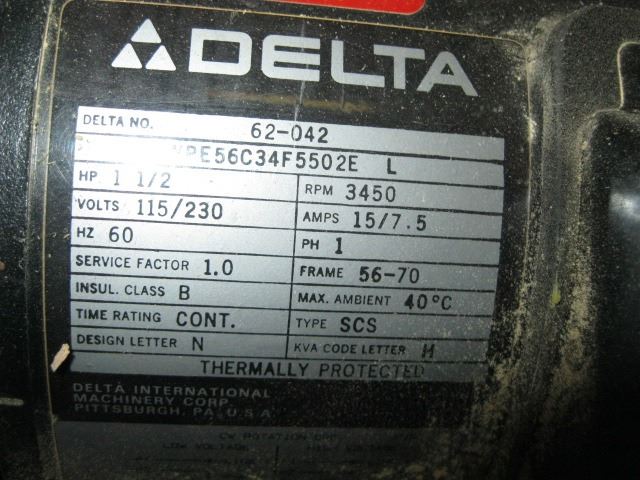 DELTA
DELTA NO. 62-042
PE56C34F5502E L
HP. 1 1/2 RPM 3450
VOLTS 115/230 AMPS 15/7.5
HZ 60 PH 1
SERVICE FACTOR 1.0 FRAME 56-70
INSUL. CLASS B MAX. AMBIENT 40°C
TIME RATING CONT. TYPE SCS
DESIGN LETTER N KVA CODE LETTER H
THERMALLY PROTECTED
DELTA INTERNATIONAL
MACHINERY CORP.
PITTSBURGH, PA, U.S.A.
LOW VOLTAGE